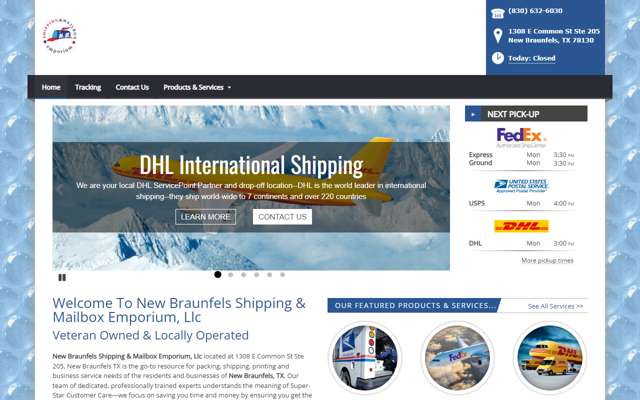 (830) 632-6030
1308 E Common St Ste 205
New Braunfels, TX 78130
Today: Closed
Home Tracking Contact Us Products & Services
DHL International Shipping
We are your local DHL ServicePoint Partner and drop-off location--DHL is the world leader in international
shipping--they ship world-wide to 7 continents and over 220 countries
LEARN MORE CONTACT US
NEXT PICK-UP
FedEx
Authorized ShipCenter
Express Mon 3:30 PM
Ground Mon 3:30 PM
UNITED STATES
POSTAL SERVICE
Approved Postal Provider
USPS Mon 4:00 PM
DHL
DHL Mon 3:00 PM
More pickup times
Welcome To New Braunfels Shipping &
Mailbox Emporium, Llc
Veteran Owned & Locally Operated
New Braunfels Shipping & Mailbox Emporium, Llc located at 1308 E Common St Ste
205, New Braunfels TX is the go-to resource for packing, shipping, printing and
business service needs of the residents and businesses of New Braunfels, TX. Our
team of dedicated, professionally trained experts understands the meaning of Super-
Star Customer Care—we focus on saving you time and money by ensuring you get the
OUR FEATURED PRODUCTS & SERVICES...
See All Services >>
FedEx